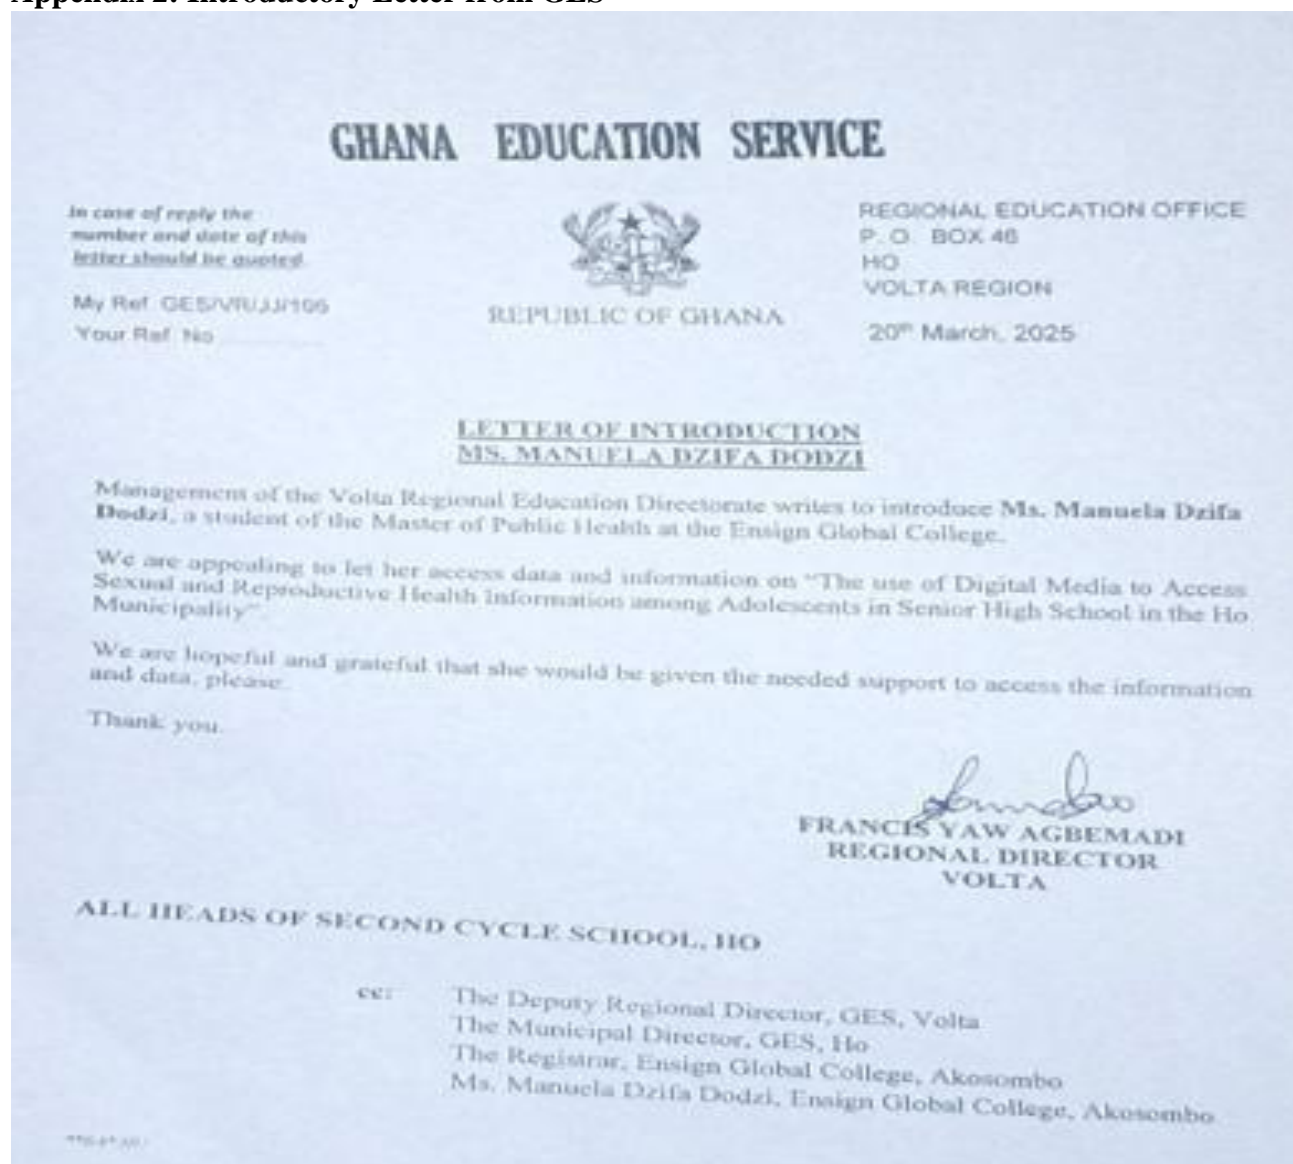 Appendix 2: Introductory Letter from GES
GHANA EDUCATION SERVICE
In case of reply the
number and date of this
letter should be quoted
My Ref. GES/VR/JJ/106
Your Ref. No
REPUBLIC OF GHANA
REGIONAL EDUCATION OFFICE
P. O. BOX 46
HO
VOLTA REGION
20th March, 2025
LETTER OF INTRODUCTION
MS. MANUELA DZIFA DODZI
Management of the Volta Regional Education Directorate writes to introduce Ms. Manuela Dzifa
Dodzi, a student of the Master of Public Health at the Ensign Global College.
We are appealing to let her access data and information on "The use of Digital Media to Access
Sexual and Reproductive Health Information among Adolescents in Senior High School in the Ho
Municipality"
We are hopeful and grateful that she would be given the needed support to access the information
and data, please.
Thank you.
FRANCIS YAW AGBEMADI
REGIONAL DIRECTOR
VOLTA
ALL HEADS OF SECOND CYCLE SCHOOL, HO
cc: The Deputy Regional Director, GES, Volta
The Municipal Director, GES, Ho
The Registrar, Ensign Global College, Akosombo
Ms. Manuela Dzifa Dodzi, Ensign Global College, Akosombo